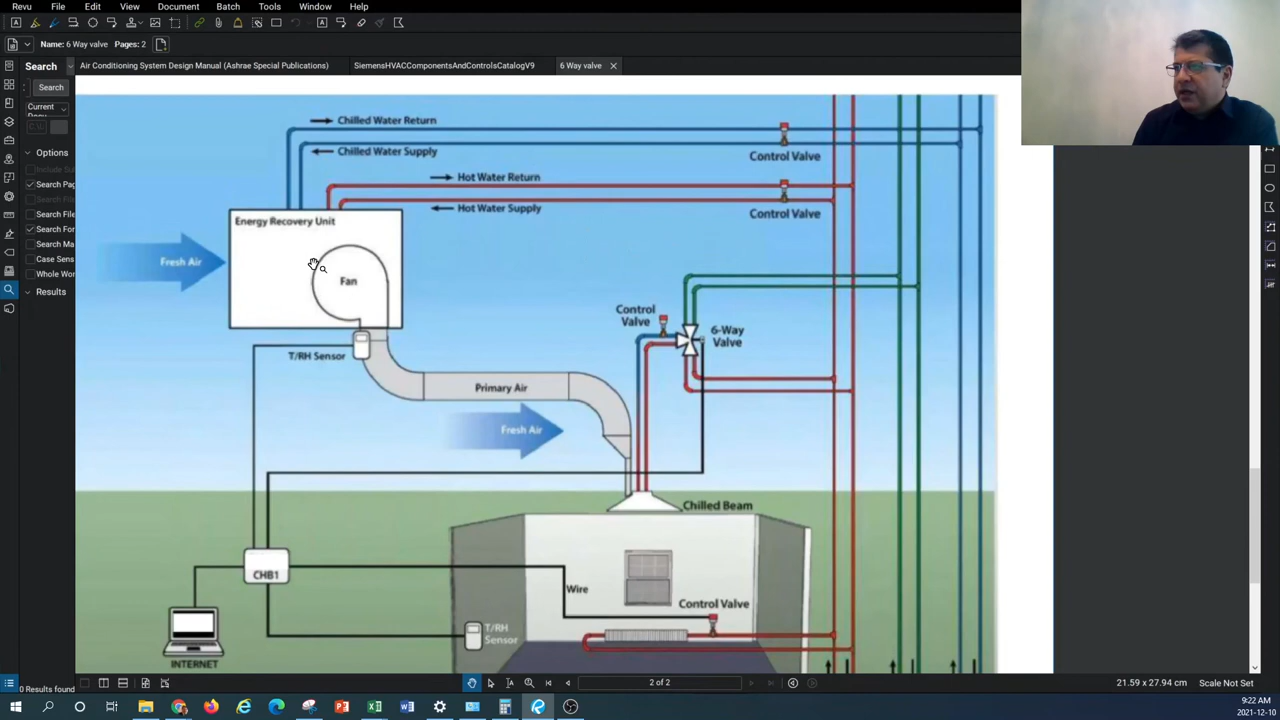 Revu File Edit View Document Batch Tools Window Help
Name: 6 Way valve Pages: 2
Search
Air Conditioning System Design Manual (Ashrae Special Publications) SiemensHVACComponentsAndControlsCatalogV9 6 Way valve
Search
Current
Options
Search Pag
Search File
Search For
Search Ma
Case Sens
Whole Wor
Results
Chilled Water Return
Chilled Water Supply
Control Valve
Hot Water Return
Hot Water Supply
Control Valve
Energy Recovery Unit
Fresh Air
Fan
T/RH Sensor
Primary Air
Fresh Air
Control
Valve
6-Way
Valve
Chilled Beam
CHB1
Wire
Control Valve
T/RH
Sensor
INTERNET
0 Results found
2 of 2
21.59 x 27.94 cm Scale Not Set
9:22 AM
2021-12-10